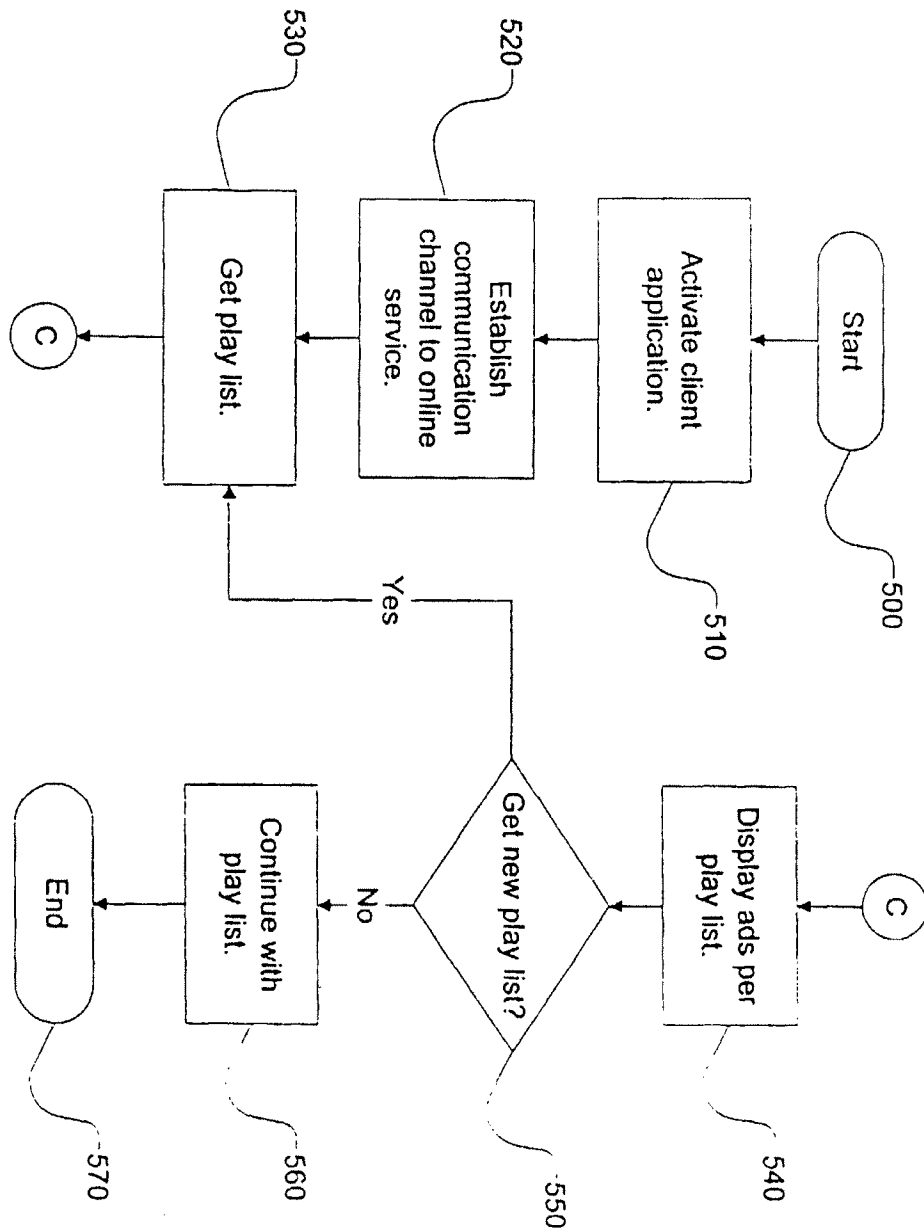 Start
500
Activate client
application.
510
Establish
communication
channel to online
service.
520
Get play list.
530
C
C
Display ads per
play list.
540
Get new play list?
550
Yes
No
Continue with
play list.
560
End
570